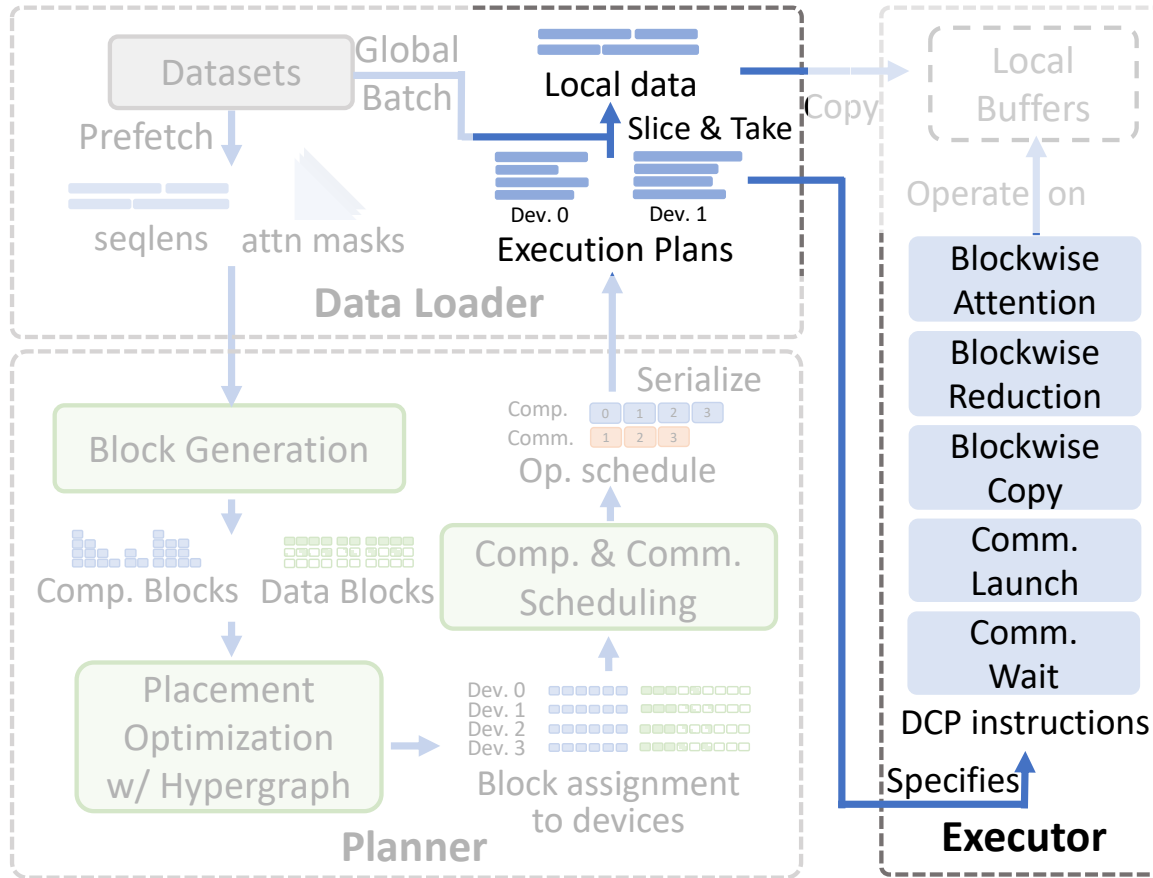 Datasets
Global
Batch
Prefetch
seqlens
attn masks
Local data
Slice & Take
Dev. 0
Dev. 1
Execution Plans
Data Loader
Copy
Local
Buffers
Operate on
Blockwise
Attention
Blockwise
Reduction
Blockwise
Copy
Comm.
Launch
Comm.
Wait
DCP instructions
Specifies
Executor
Block Generation
Comp. Blocks
Data Blocks
Placement
Optimization
w/ Hypergraph
Dev. 0
Dev. 1
Dev. 2
Dev. 3
Block assignment
to devices
Comp. & Comm.
Scheduling
Serialize
Comp. 0 1 2 3
Comm. 1 2 3
Op. schedule
Planner